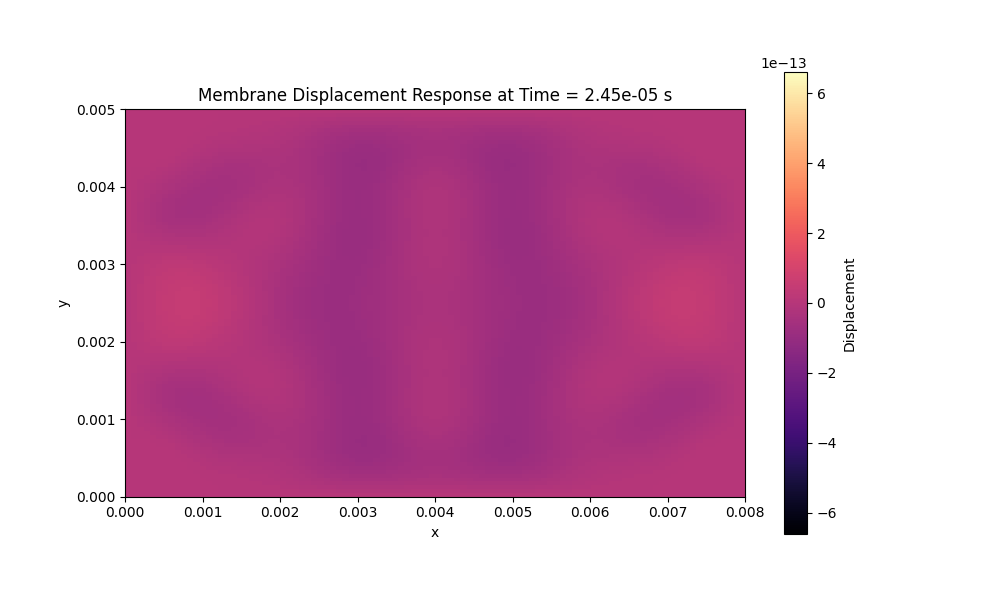 1e−13
Membrane Displacement Response at Time = 2.45e-05 s
0.005
0.004
0.003
0.002
0.001
0.000
y
0.000 0.001 0.002 0.003 0.004 0.005 0.006 0.007 0.008
x
6
4
2
0
−2
−4
−6
Displacement